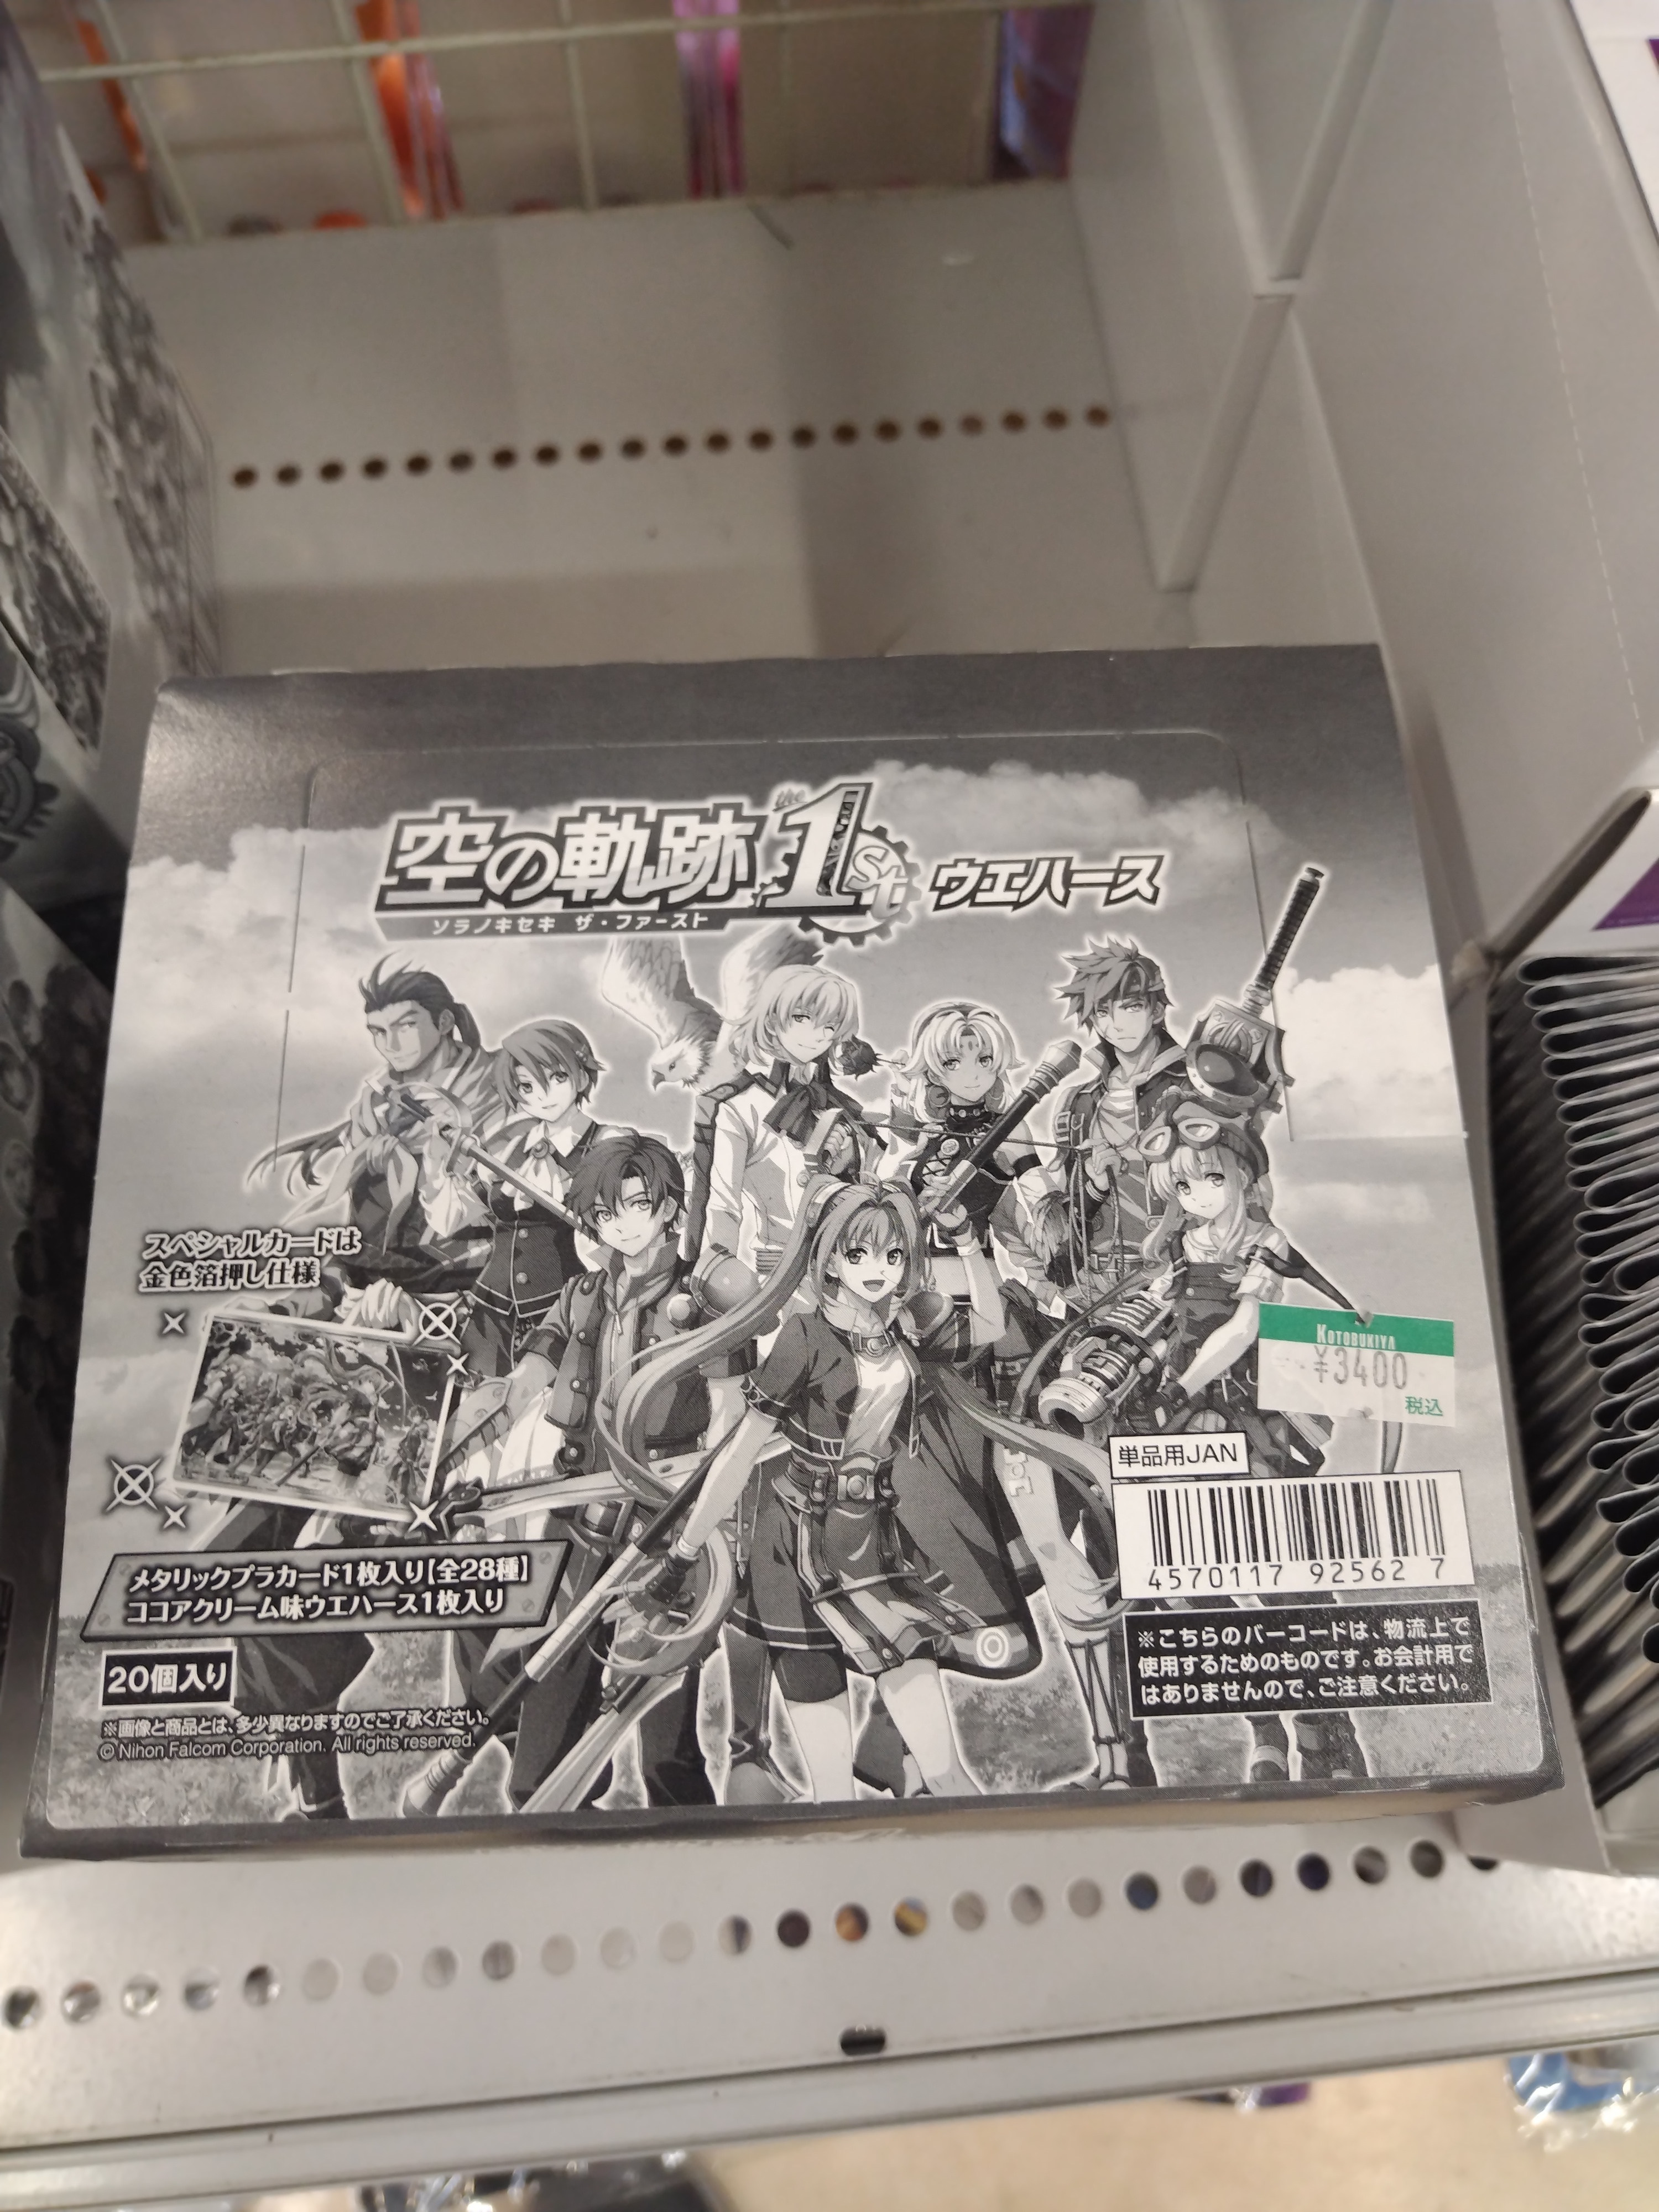 空の軌跡 the 1st ウエハース
ソラノキセキ ザ・ファースト
スペシャルカードは
金色箔押し仕様
KOTOBUKIYA
¥3400
税込
単品用JAN
4570117 92562 7
メタリックプラカード1枚入り【全28種】
ココアクリーム味ウエハース1枚入り
※こちらのバーコードは、物流上で
使用するためのものです。お会計用で
はありませんので、ご注意ください。
20個入り
※画像と商品とは、多少異なりますのでご了承ください。
© Nihon Falcom Corporation. All rights reserved.